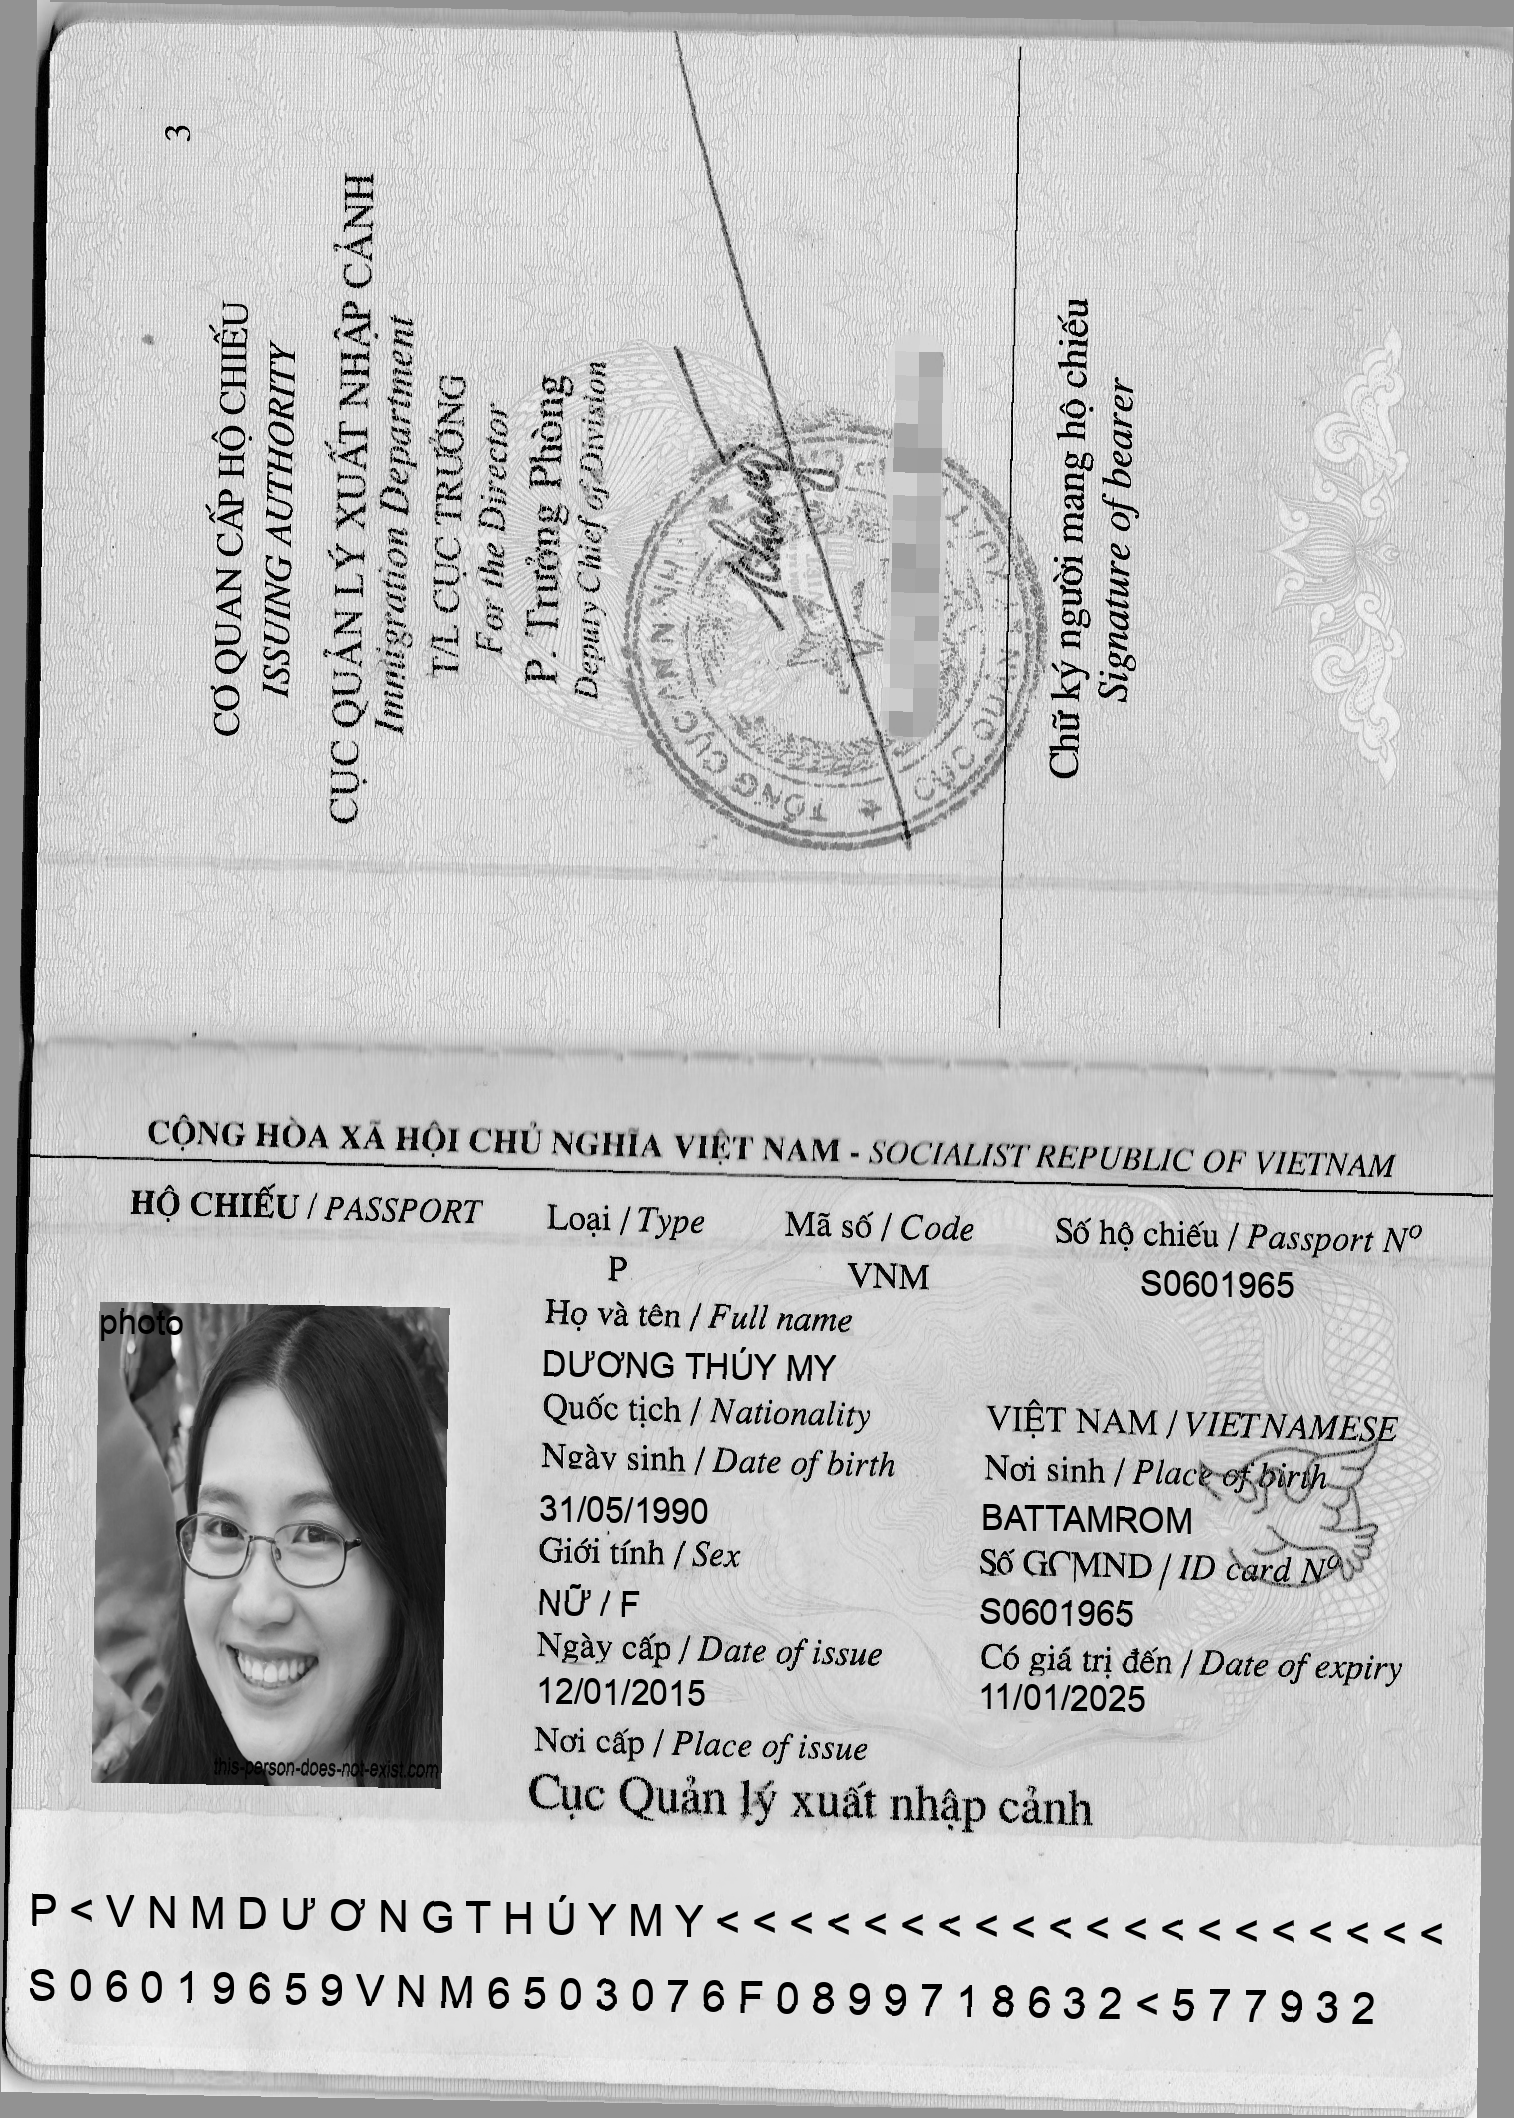 3
CƠ QUAN CẤP HỘ CHIẾU
ISSUING AUTHORITY
CỤC QUẢN LÝ XUẤT NHẬP CẢNH
Immigration Department
T/L CỤC TRƯỞNG
For the Director
P. Trưởng Phòng
Deputy Chief of Division
TỔNG CỤC AN NINH
CỤC QUẢN LÝ XUẤT
Chữ ký người mang hộ chiếu
Signature of bearer
CỘNG HÒA XÃ HỘI CHỦ NGHĨA VIỆT NAM - SOCIALIST REPUBLIC OF VIETNAM
HỘ CHIẾU / PASSPORT
Loại / Type Mã số / Code Số hộ chiếu / Passport Nº
P VNM S0601965
photo
Họ và tên / Full name
DƯƠNG THÚY MY
Quốc tịch / Nationality VIỆT NAM / VIETNAMESE
Ngày sinh / Date of birth Nơi sinh / Place of birth
31/05/1990 BATTAMROM
Giới tính / Sex Số GCMND / ID card Nº
NỮ / F S0601965
Ngày cấp / Date of issue Có giá trị đến / Date of expiry
12/01/2015 11/01/2025
Nơi cấp / Place of issue
this-person-does-not-exist.com
Cục Quản lý xuất nhập cảnh
P<VNMDƯƠNGTHÚYMY<<<<<<<<<<<<<<<<<<<<
S06019659VNM6503076F0899718632<577932